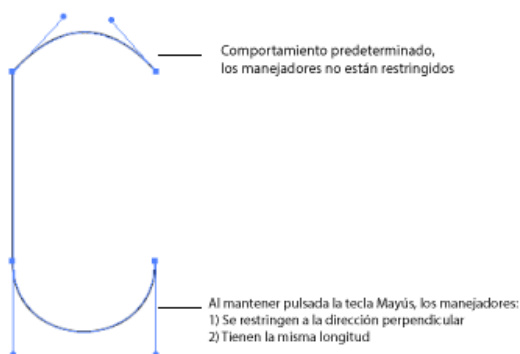 Comportamiento predeterminado,
los manejadores no están restringidos
Al mantener pulsada la tecla Mayús, los manejadores:
1) Se restringen a la dirección perpendicular
2) Tienen la misma longitud